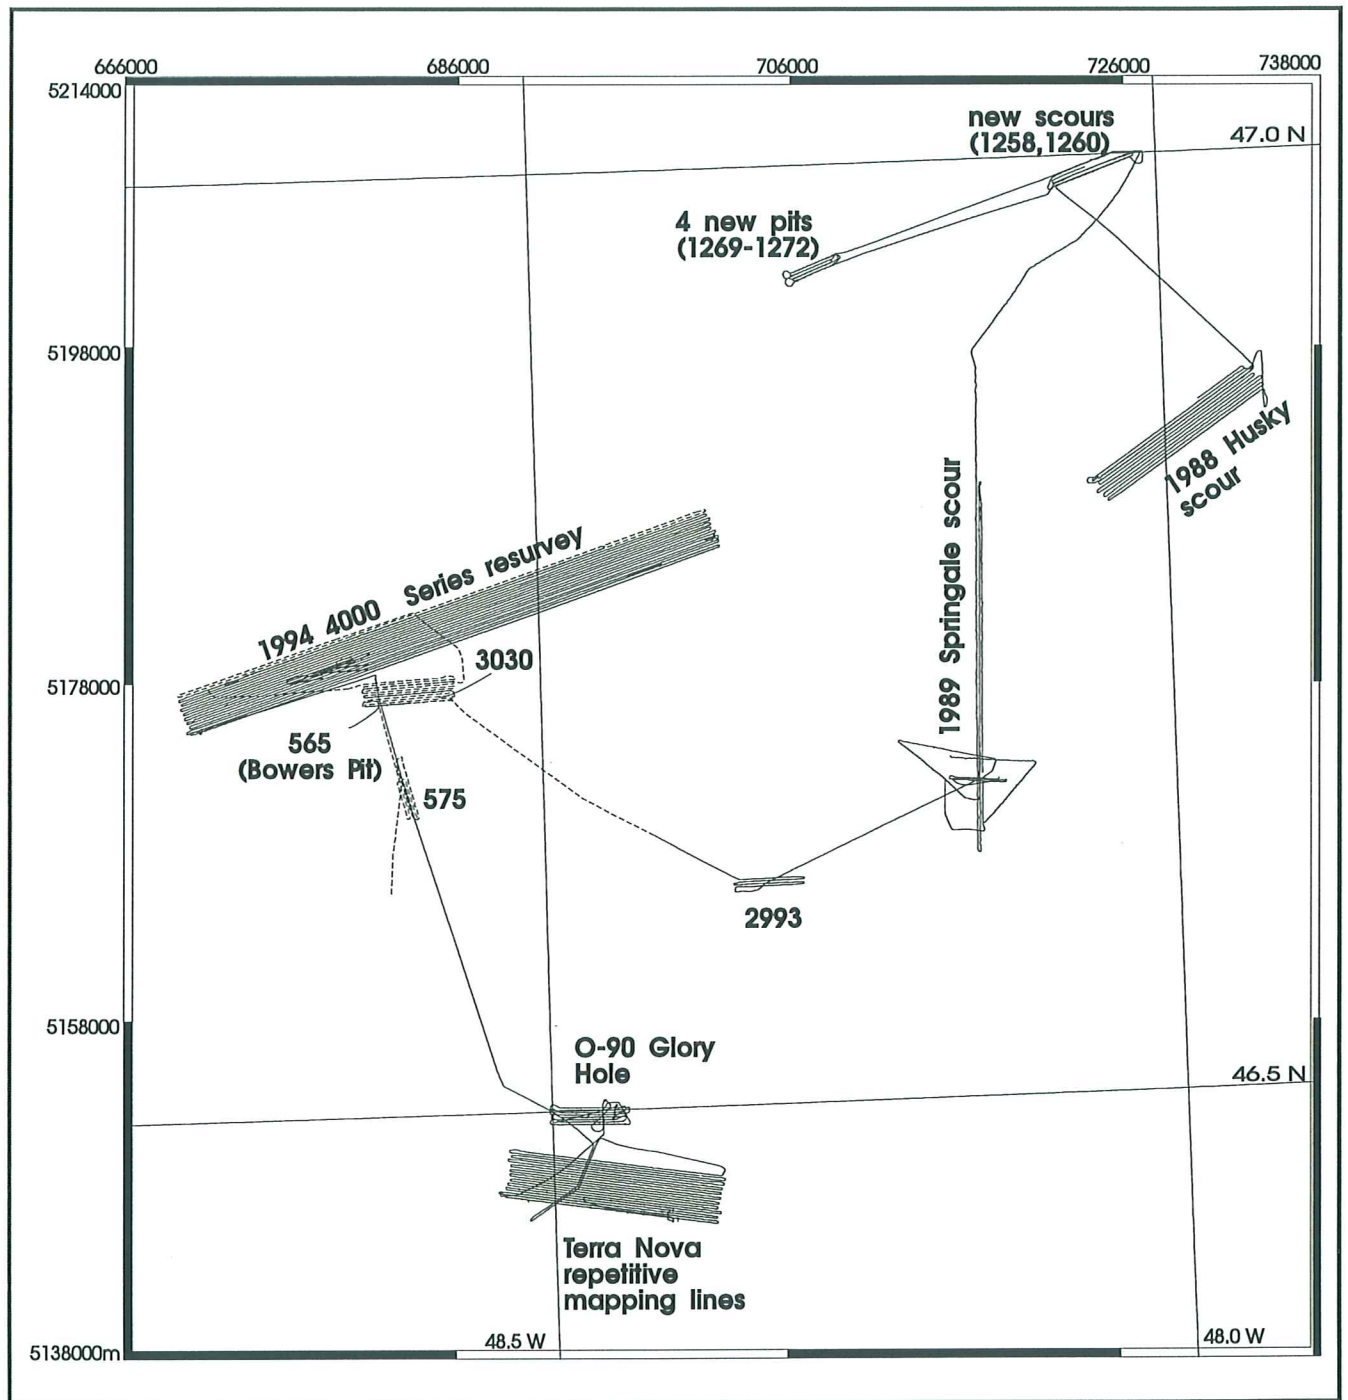 666000
686000
706000
726000
738000
5214000
new scours
(1258,1260)
47.0 N
4 new pits
(1269-1272)
5198000
1988 Husky
scour
1989 Springale scour
1994 4000 Series resurvey
3030
5178000
565
(Bowers Pit)
575
2993
5158000
O-90 Glory
Hole
46.5 N
Terra Nova
repetitive
mapping lines
48.5 W
48.0 W
5138000m